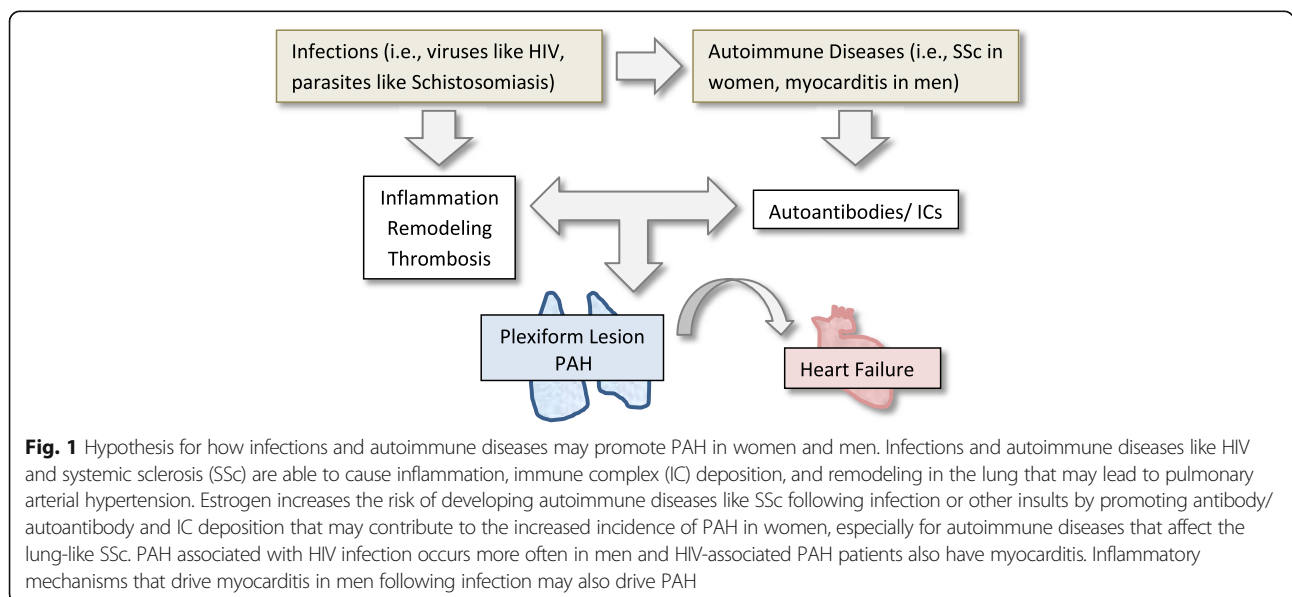 Infections (i.e., viruses like HIV,
parasites like Schistosomiasis)
Autoimmune Diseases (i.e., SSc in
women, myocarditis in men)
Inflammation
Remodeling
Thrombosis
Autoantibodies/ ICs
Plexiform Lesion
PAH
Heart Failure
Fig. 1 Hypothesis for how infections and autoimmune diseases may promote PAH in women and men. Infections and autoimmune diseases like HIV
and systemic sclerosis (SSc) are able to cause inflammation, immune complex (IC) deposition, and remodeling in the lung that may lead to pulmonary
arterial hypertension. Estrogen increases the risk of developing autoimmune diseases like SSc following infection or other insults by promoting antibody/
autoantibody and IC deposition that may contribute to the increased incidence of PAH in women, especially for autoimmune diseases that affect the
lung-like SSc. PAH associated with HIV infection occurs more often in men and HIV-associated PAH patients also have myocarditis. Inflammatory
mechanisms that drive myocarditis in men following infection may also drive PAH